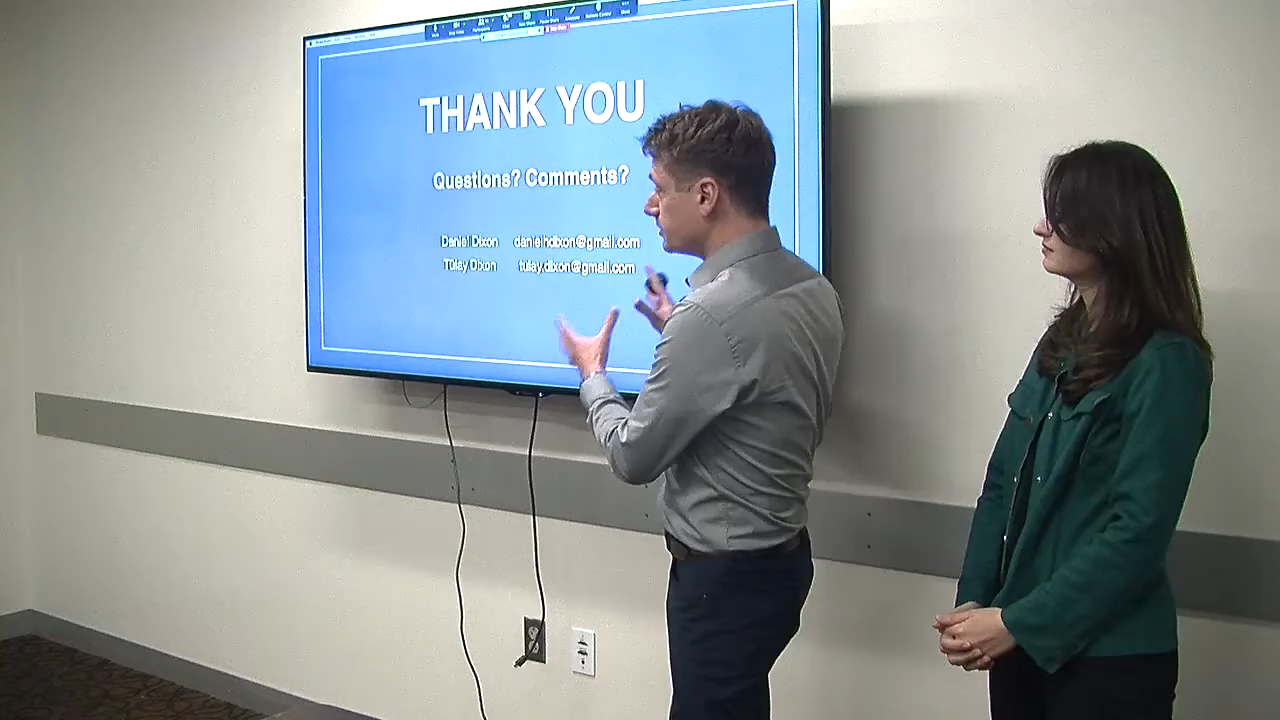 THANK YOU
Questions? Comments?
Daniel Dixon danielhdixon@gmail.com
Tülay Dixon tulay.dixon@gmail.com